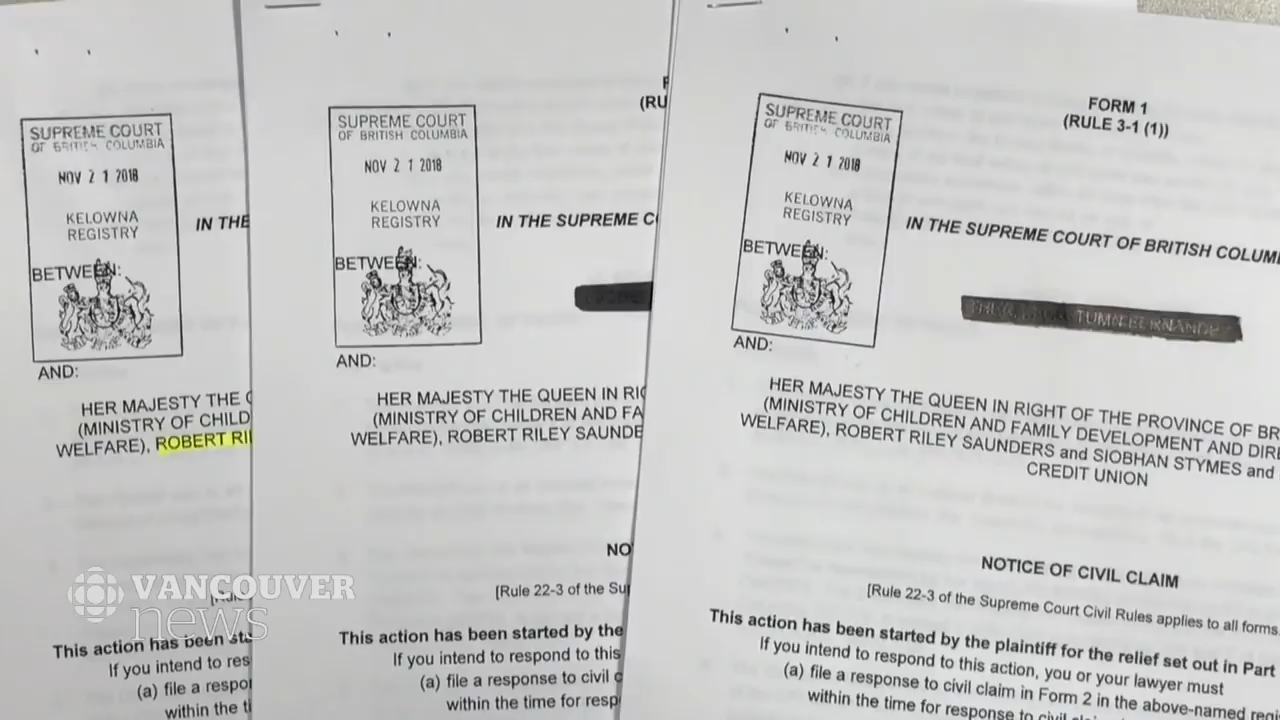 SUPREME COURT
OF BRITISH COLUMBIA
NOV 2 1 2018
KELOWNA
REGISTRY
IN THE
BETWEEN:
AND:
HER MAJESTY THE
(MINISTRY OF CHILD
WELFARE), ROBERT RI
This action has been sta
If you intend to res
(a) file a respo
within the ti
(RU
SUPREME COURT
OF BRITISH COLUMBIA
NOV 2 1 2018
KELOWNA
REGISTRY
IN THE SUPREME C
BETWEEN:
AND:
HER MAJESTY THE QUEEN IN RIG
(MINISTRY OF CHILDREN AND FA
WELFARE), ROBERT RILEY SAUNDE
NO
[Rule 22-3 of the Sup
This action has been started by the
If you intend to respond to this
(a) file a response to civil c
within the time for resp
FORM 1
(RULE 3-1 (1))
SUPREME COURT
OF BRITISH COLUMBIA
NOV 2 1 2018
KELOWNA
REGISTRY
IN THE SUPREME COURT OF BRITISH COLUM
BETWEEN:
AND:
HER MAJESTY THE QUEEN IN RIGHT OF THE PROVINCE OF BR
(MINISTRY OF CHILDREN AND FAMILY DEVELOPMENT AND DIRE
WELFARE), ROBERT RILEY SAUNDERS and SIOBHAN STYMES and
CREDIT UNION
NOTICE OF CIVIL CLAIM
[Rule 22-3 of the Supreme Court Civil Rules applies to all forms
This action has been started by the plaintiff for the relief set out in Part
If you intend to respond to this action, you or your lawyer must
(a) file a response to civil claim in Form 2 in the above-named regi
within the time for response to civil
VANCOUVER
news